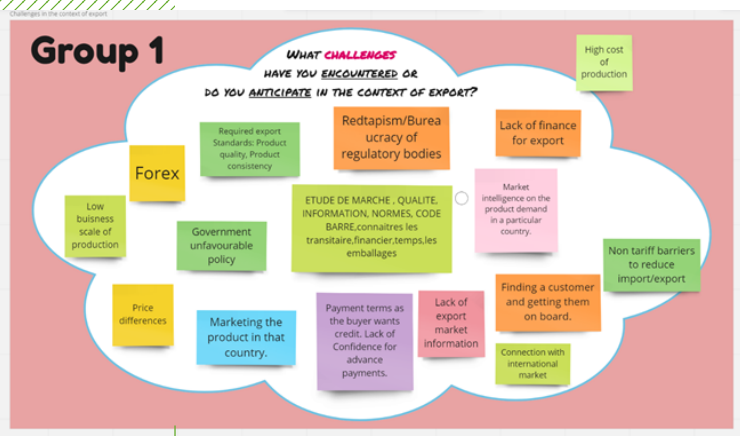 Challenges in the context of export
Group 1
WHAT CHALLENGES
HAVE YOU ENCOUNTERED OR
DO YOU ANTICIPATE IN THE CONTEXT OF EXPORT?
High cost
of
production
Required export
Standards: Product
quality, Product
consistency
Redtapism/Burea
ucracy of
regulatory bodies
Lack of finance
for export
Forex
Low
buisness
scale of
production
Government
unfavourable
policy
ETUDE DE MARCHE , QUALITE,
INFORMATION, NORMES, CODE
BARRE,connaitres les
transitaire,financier,temps,les
emballages
Market
intelligence on the
product demand
in a particular
country.
Non tariff barriers
to reduce
import/export
Price
differences
Marketing the
product in that
country.
Payment terms as
the buyer wants
credit. Lack of
Confidence for
advance
payments.
Lack of
export
market
information
Finding a customer
and getting them
on board.
Connection with
international
market